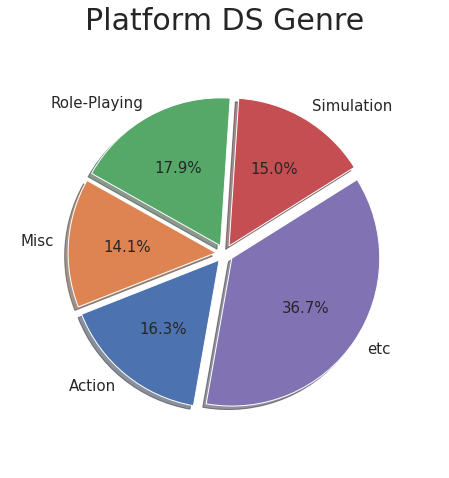 Platform DS Genre
Role-Playing
Simulation
17.9%
15.0%
Misc
14.1%
36.7%
16.3%
etc
Action